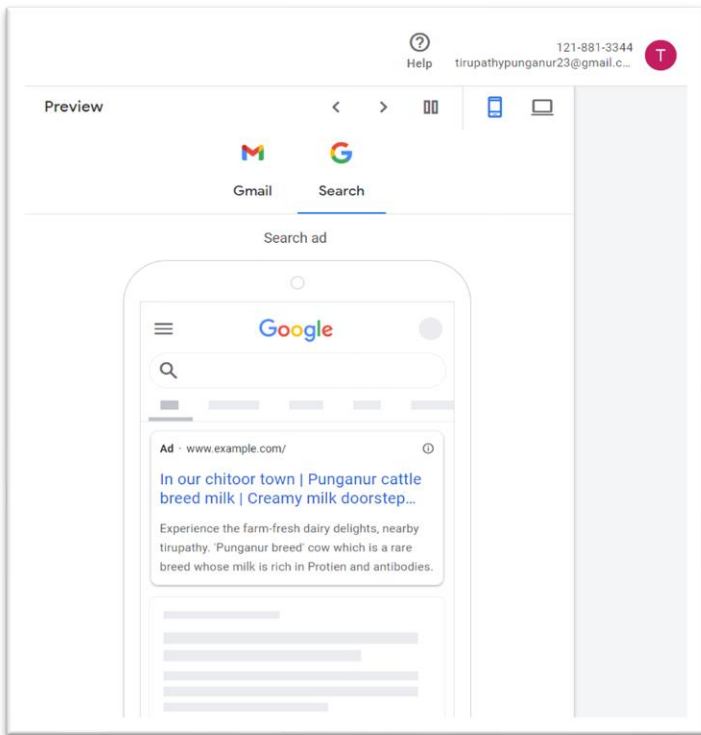 Help
121-881-3344
tirupathypunganur23@gmail.c...
T
Preview
Gmail
Search
Search ad
Google
Ad · www.example.com/
In our chitoor town | Punganur cattle
breed milk | Creamy milk doorstep...
Experience the farm-fresh dairy delights, nearby
tirupathy. 'Punganur breed' cow which is a rare
breed whose milk is rich in Protien and antibodies.